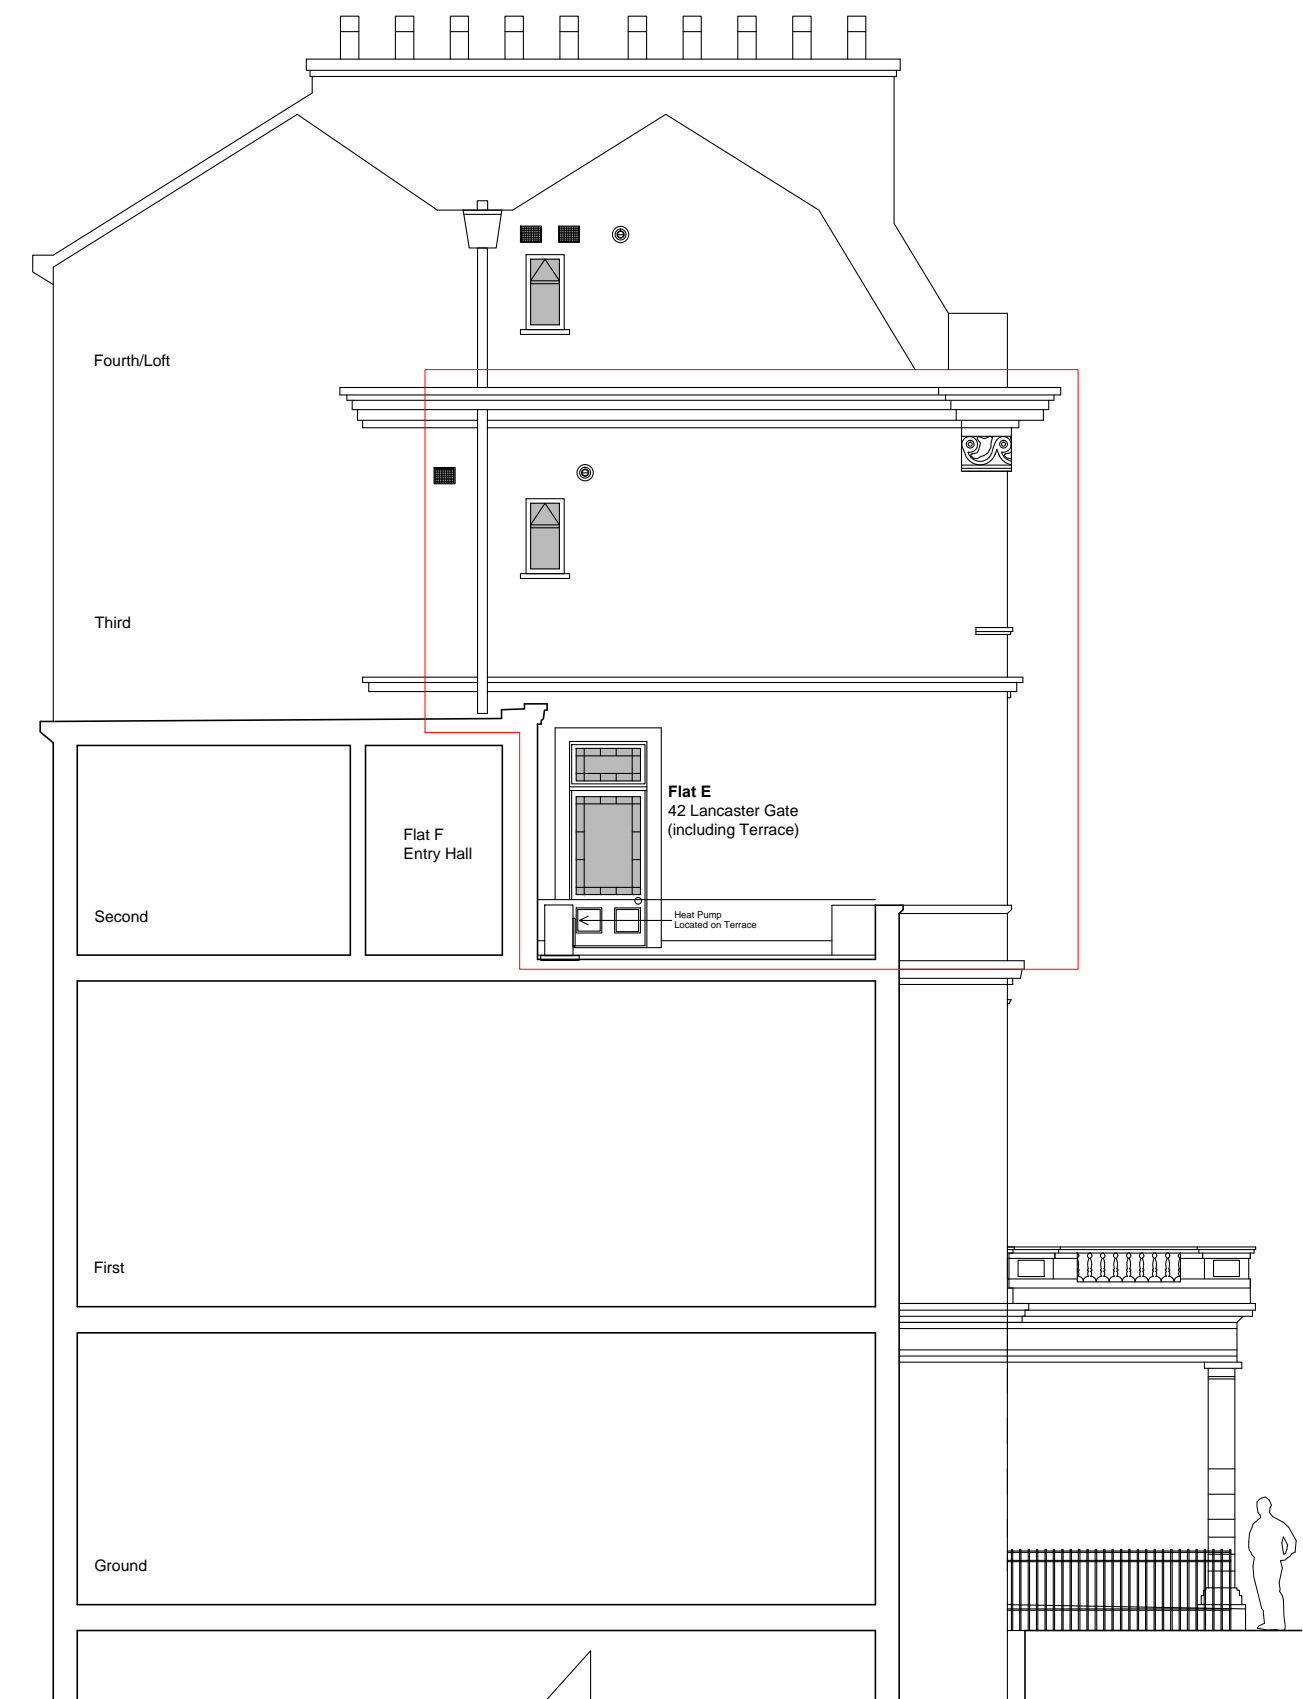 Fourth/Loft
Third
Flat E
42 Lancaster Gate
(including Terrace)
Flat F
Entry Hall
Second
Heat Pump
Located on Terrace
First
Ground